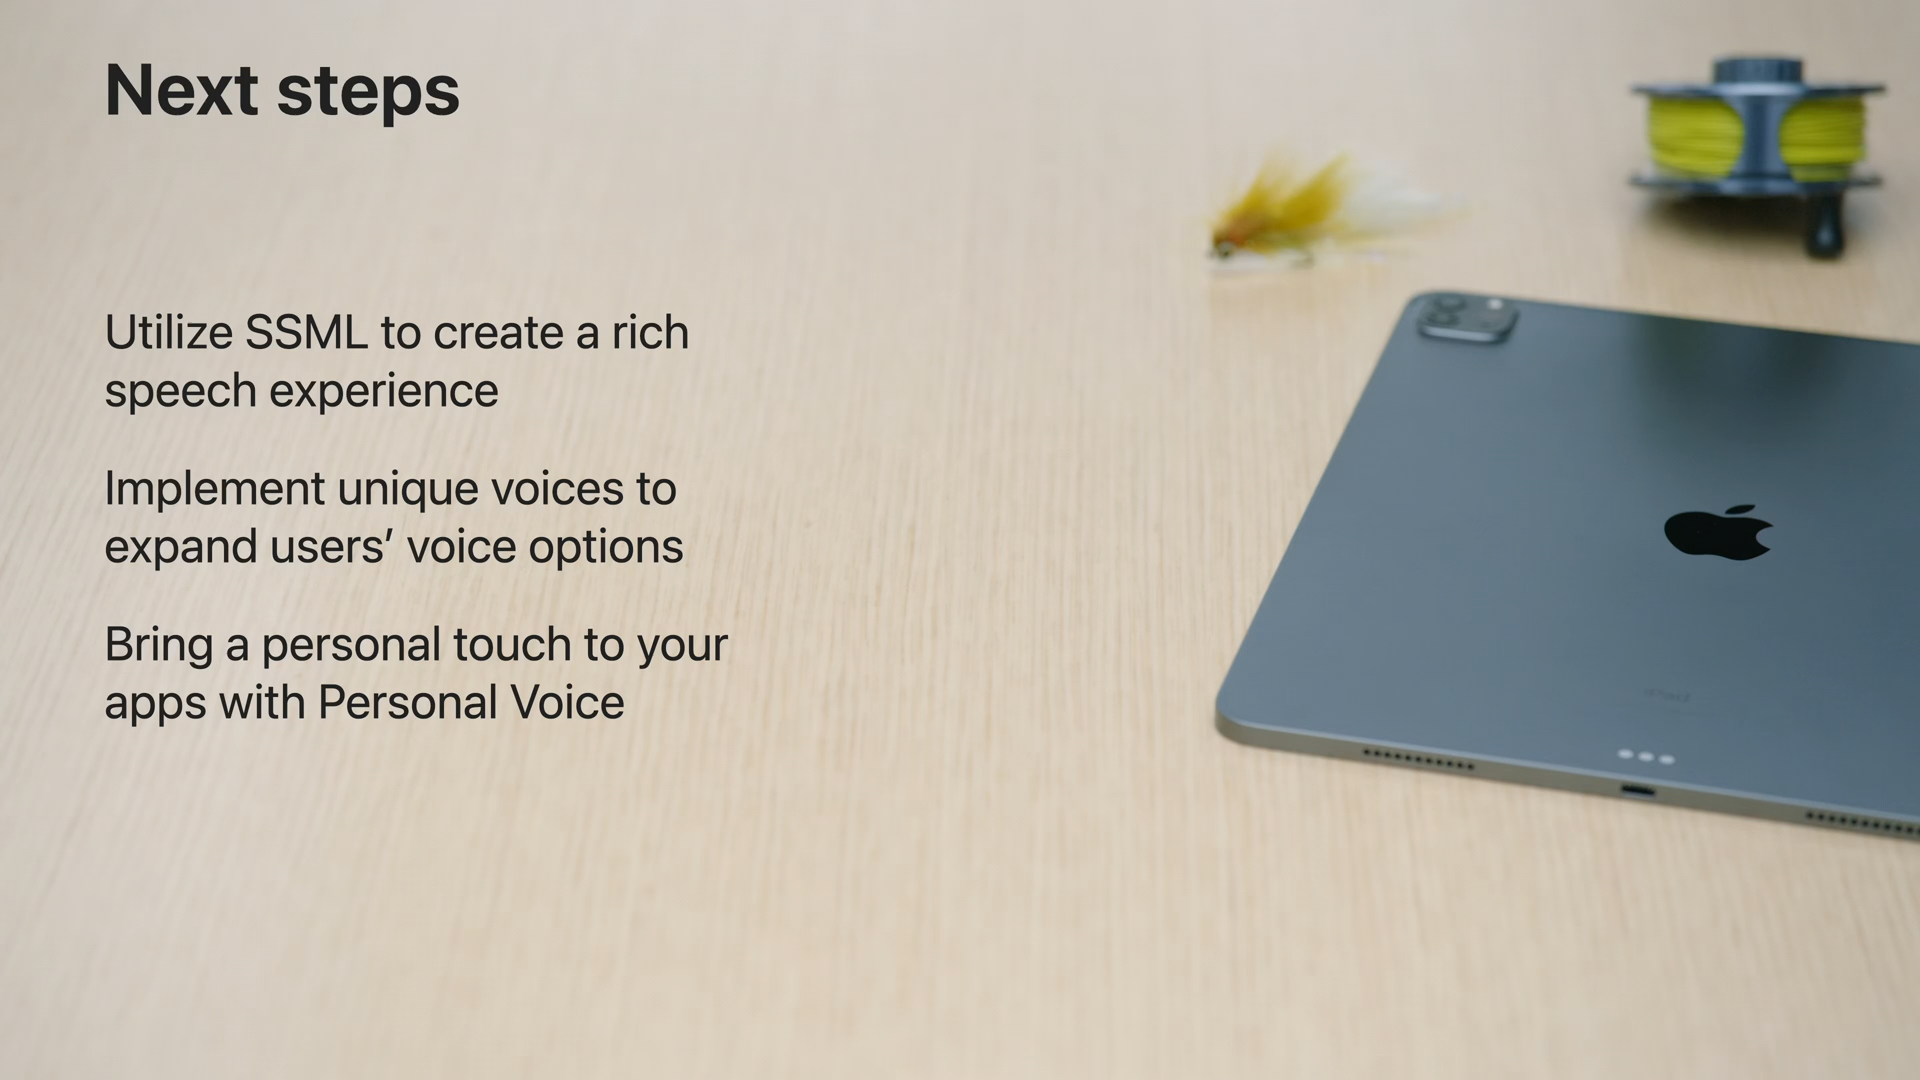 Next steps
Utilize SSML to create a rich
speech experience
Implement unique voices to
expand users’ voice options
Bring a personal touch to your
apps with Personal Voice